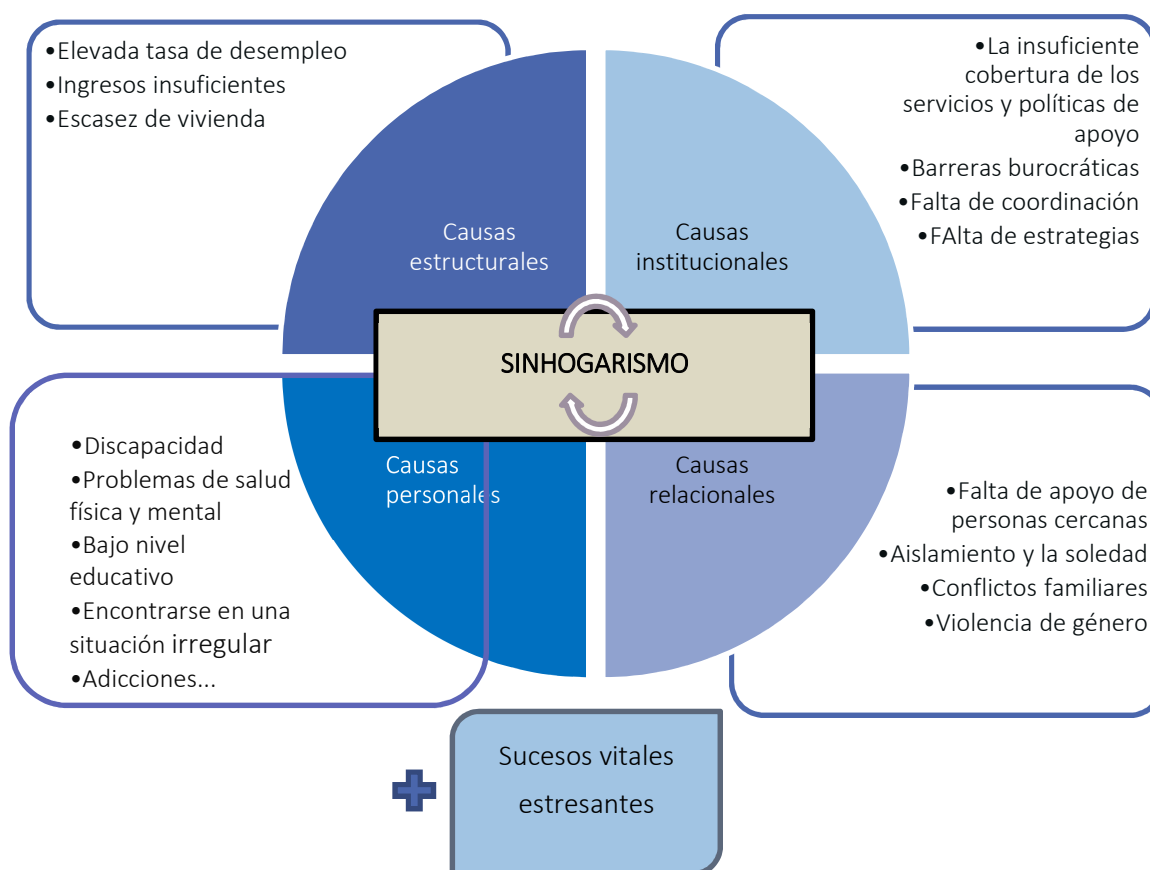 •Elevada tasa de desempleo
•Ingresos insuficientes
•Escasez de vivienda
•La insuficiente
cobertura de los
servicios y políticas de
apoyo
•Barreras burocráticas
•Falta de coordinación
•FAlta de estrategias
Causas
estructurales
Causas
institucionales
SINHOGARISMO
Causas
personales
Causas
relacionales
•Discapacidad
•Problemas de salud
física y mental
•Bajo nivel
educativo
•Encontrarse en una
situación irregular
•Adicciones...
•Falta de apoyo de
personas cercanas
•Aislamiento y la soledad
•Conflictos familiares
•Violencia de género
Sucesos vitales
estresantes